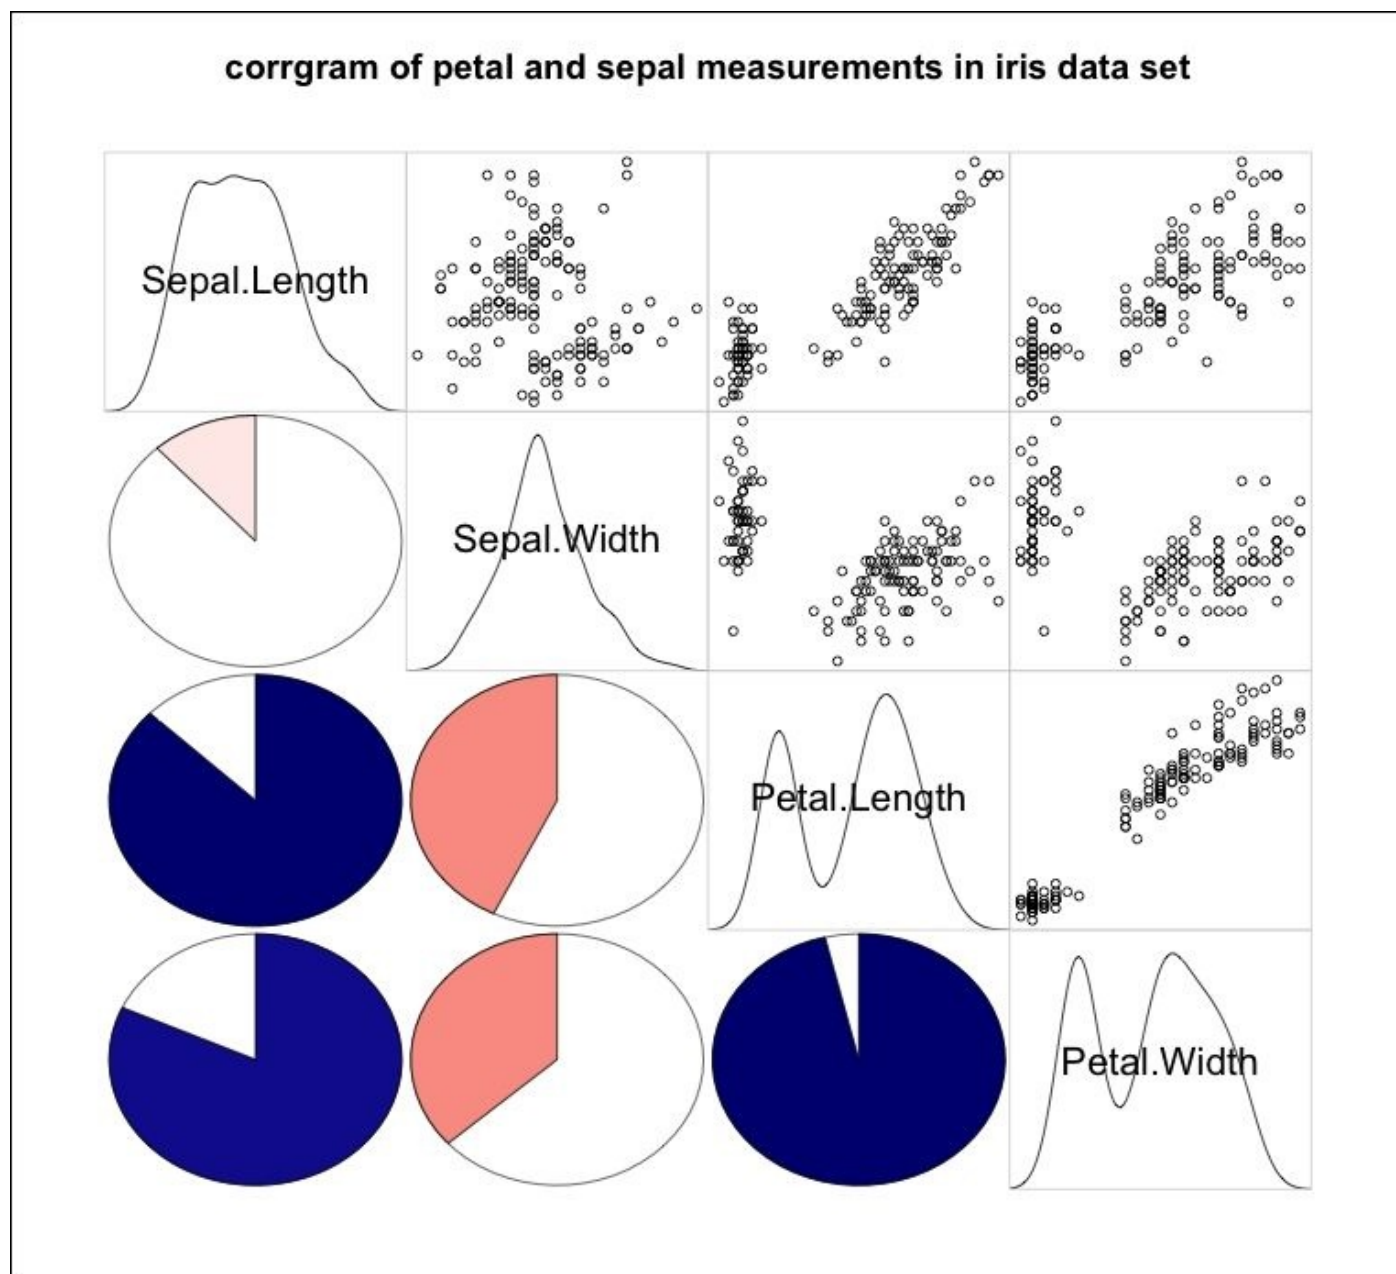 corrgram of petal and sepal measurements in iris data set
Sepal.Length
Sepal.Width
Petal.Length
Petal.Width